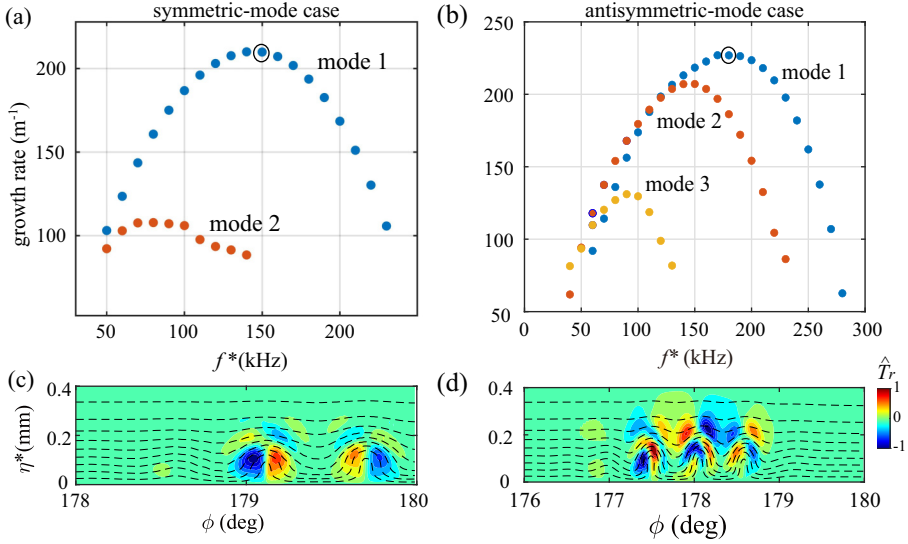 (a)
symmetric-mode case
growth rate (m⁻¹)
200
150
100
mode 1
mode 2
50
100
150
200
f*(kHz)
(b)
antisymmetric-mode case
250
200
150
100
50
mode 1
mode 2
mode 3
0
50
100
150
200
250
300
f* (kHz)
(c)
η*(mm)
0.4
0.2
0
178
179
180
ϕ (deg)
(d)
0.4
0.2
0
176
177
178
179
180
ϕ (deg)
T̂r
1
-1